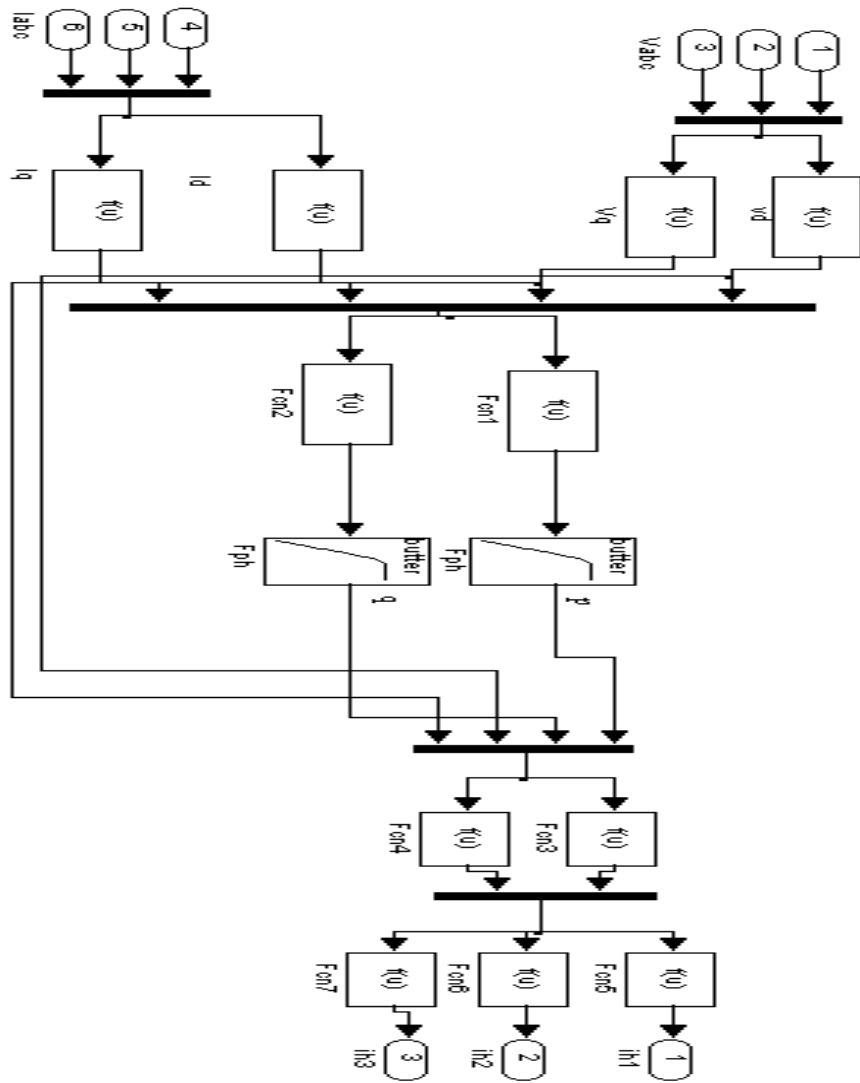 1
2
3
Vabc
f(u)
vd
f(u)
Vq
4
5
6
Iabc
f(u)
Id
f(u)
Iq
f(u)
Fcn1
f(u)
Fcn2
butter
Fph
p
butter
Fph
q
f(u)
Fcn3
f(u)
Fcn4
f(u)
Fcn5
f(u)
Fcn6
f(u)
Fcn7
1
ih1
2
ih2
3
ih3